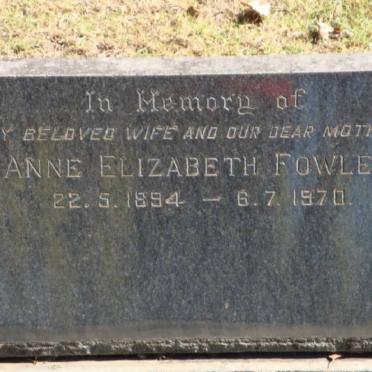 In Memory of
Y BELOVED WIFE AND OUR DEAR MOTH
ANNE ELIZABETH FOWLE
22.5.1894 — 6.7.1970.